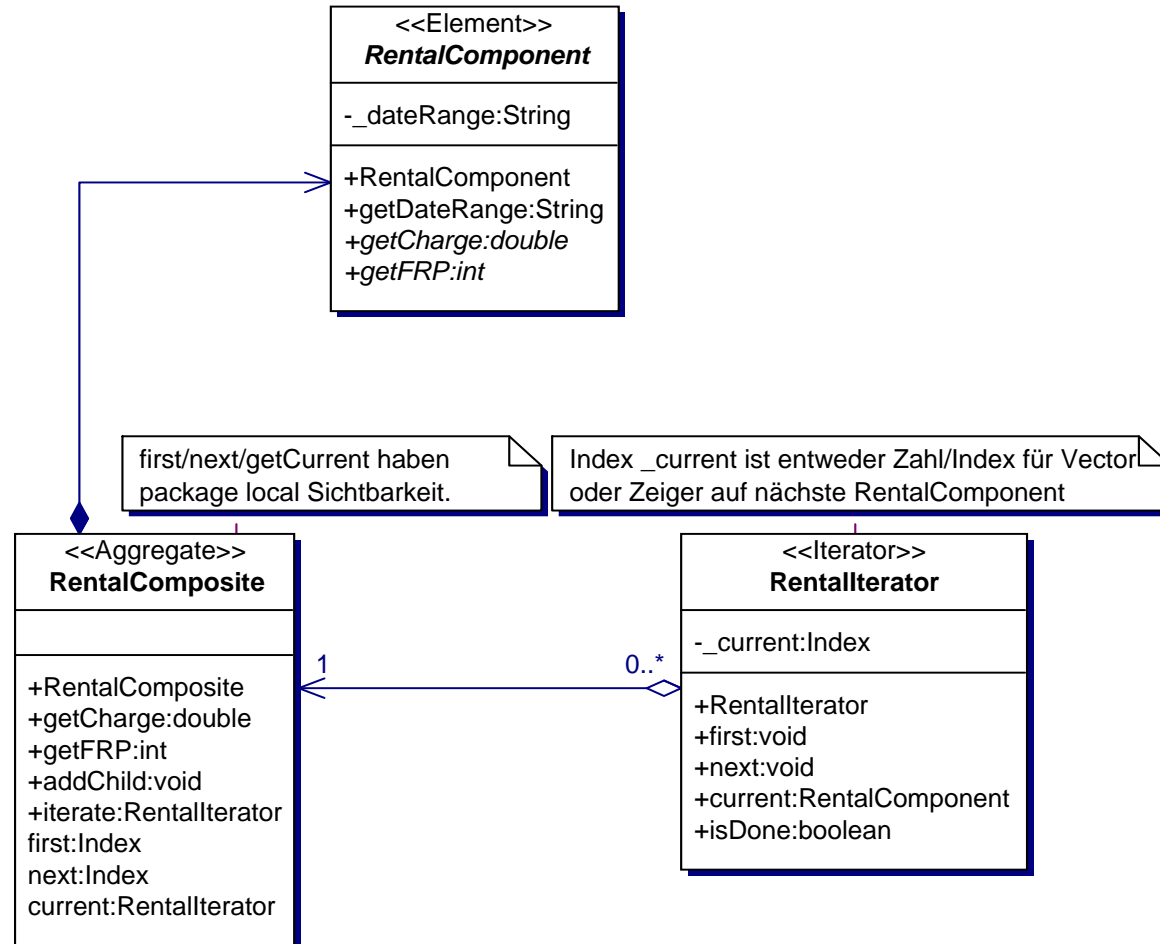 <<Element>>
RentalComponent
-_dateRange:String
+RentalComponent
+getDateRange:String
+getCharge:double
+getFRP:int
first/next/getCurrent haben
package local Sichtbarkeit.
Index _current ist entweder Zahl/Index für Vector
oder Zeiger auf nächste RentalComponent
<<Aggregate>>
RentalComposite
+RentalComposite
+getCharge:double
+getFRP:int
+addChild:void
+iterate:RentalIterator
first:Index
next:Index
current:RentalIterator
1
0..*
<<Iterator>>
RentalIterator
-_current:Index
+RentalIterator
+first:void
+next:void
+current:RentalComponent
+isDone:boolean